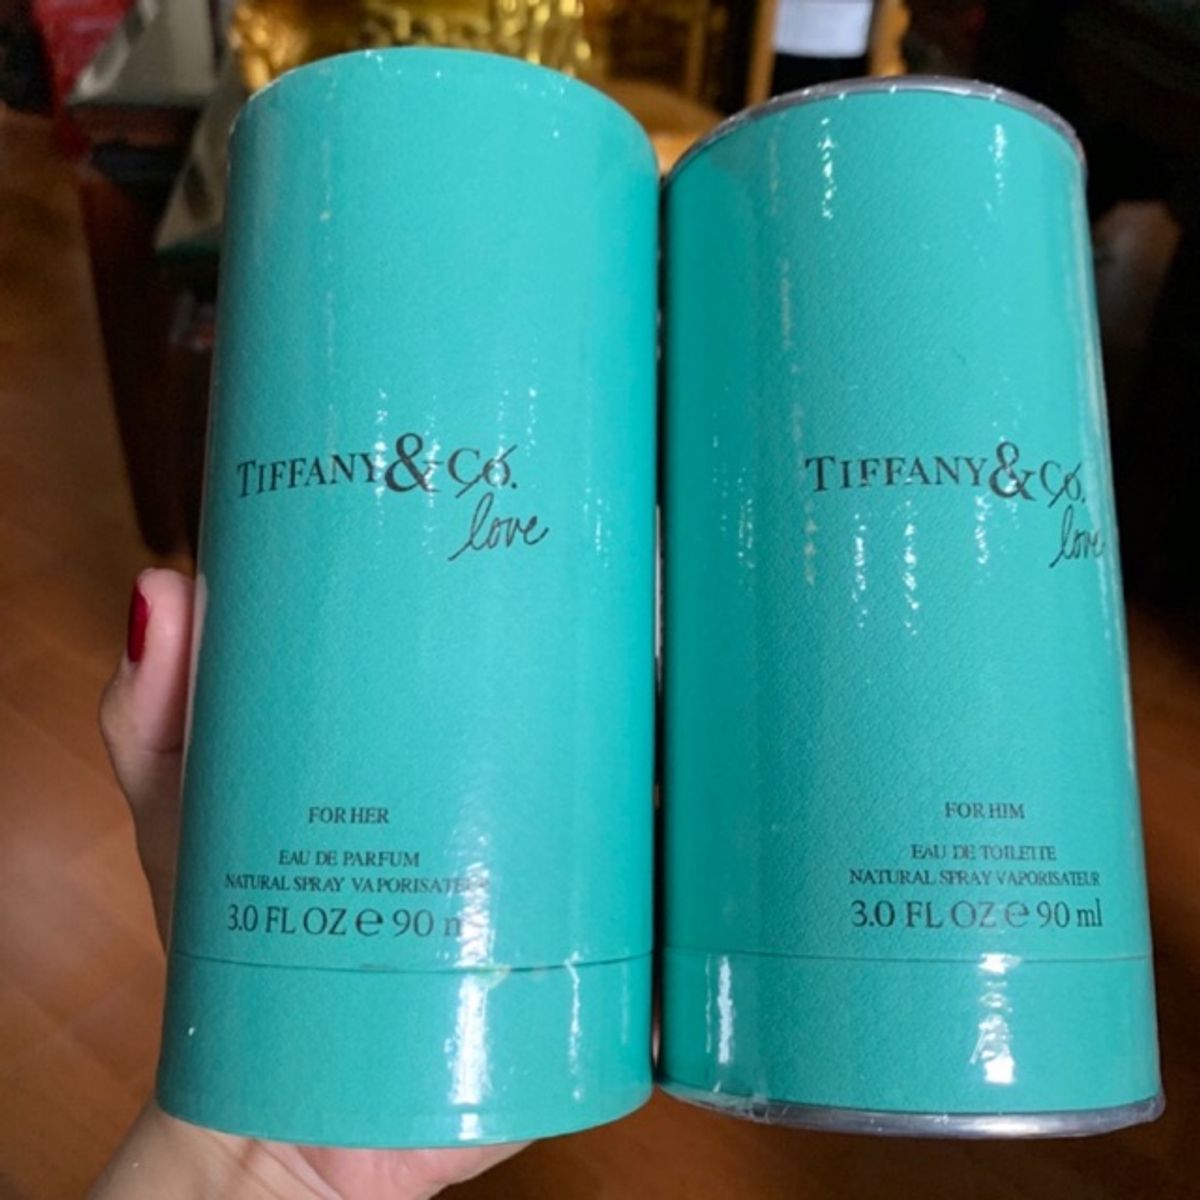 TIFFANY & Co.
love
FOR HER
EAU DE PARFUM
NATURAL SPRAY VAPORISATEUR
3.0 FL OZ e 90 m
TIFFANY & Co.
love
FOR HIM
EAU DE TOILETTE
NATURAL SPRAY VAPORISATEUR
3.0 FL OZ e 90 ml